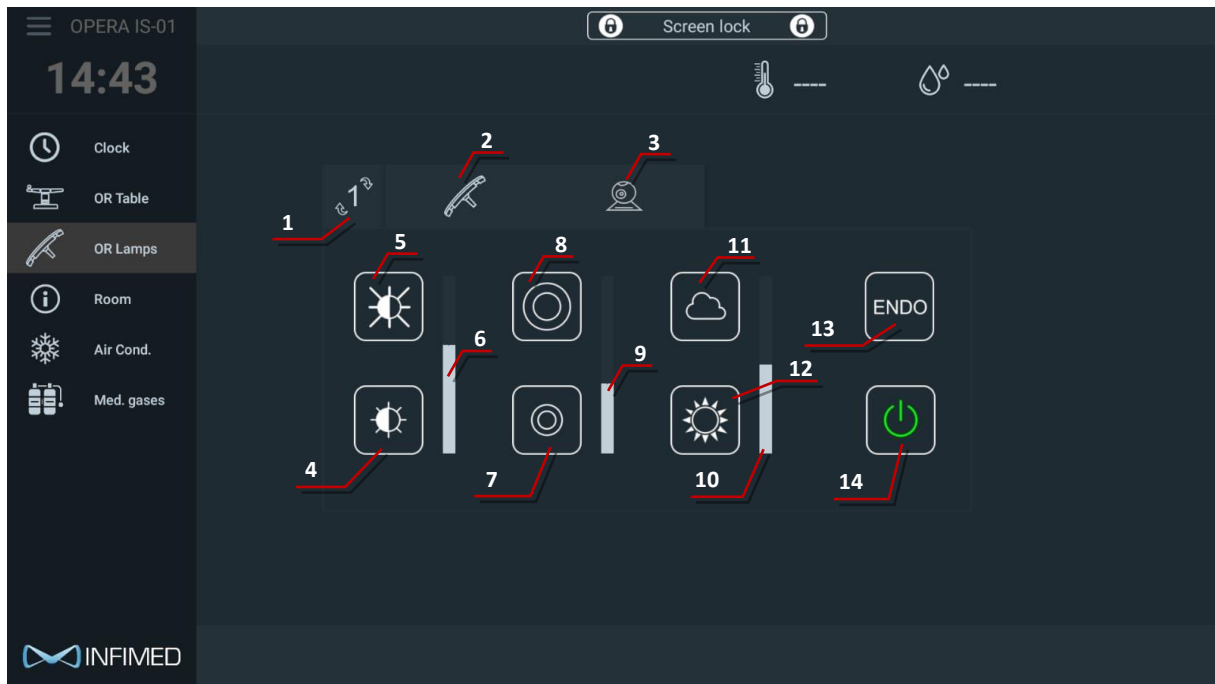 OPERA IS-01
Screen lock
14:43
----
----
Clock
OR Table
OR Lamps
Room
Air Cond.
Med. gases
1
2
3
1
5
8
11
6
9
13
ENDO
12
4
7
10
14
INFIMED